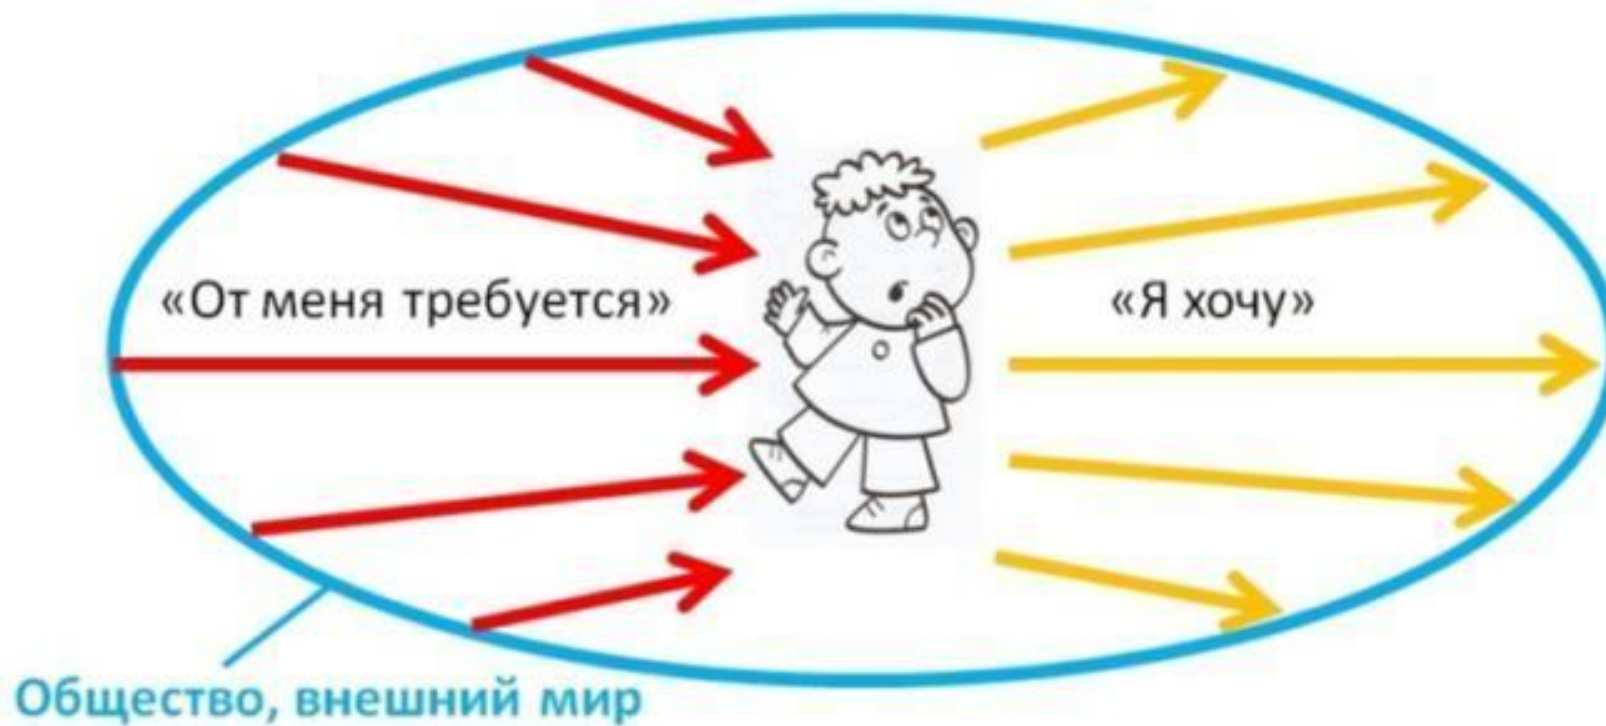 «От меня требуется»
«Я хочу»
Общество, внешний мир